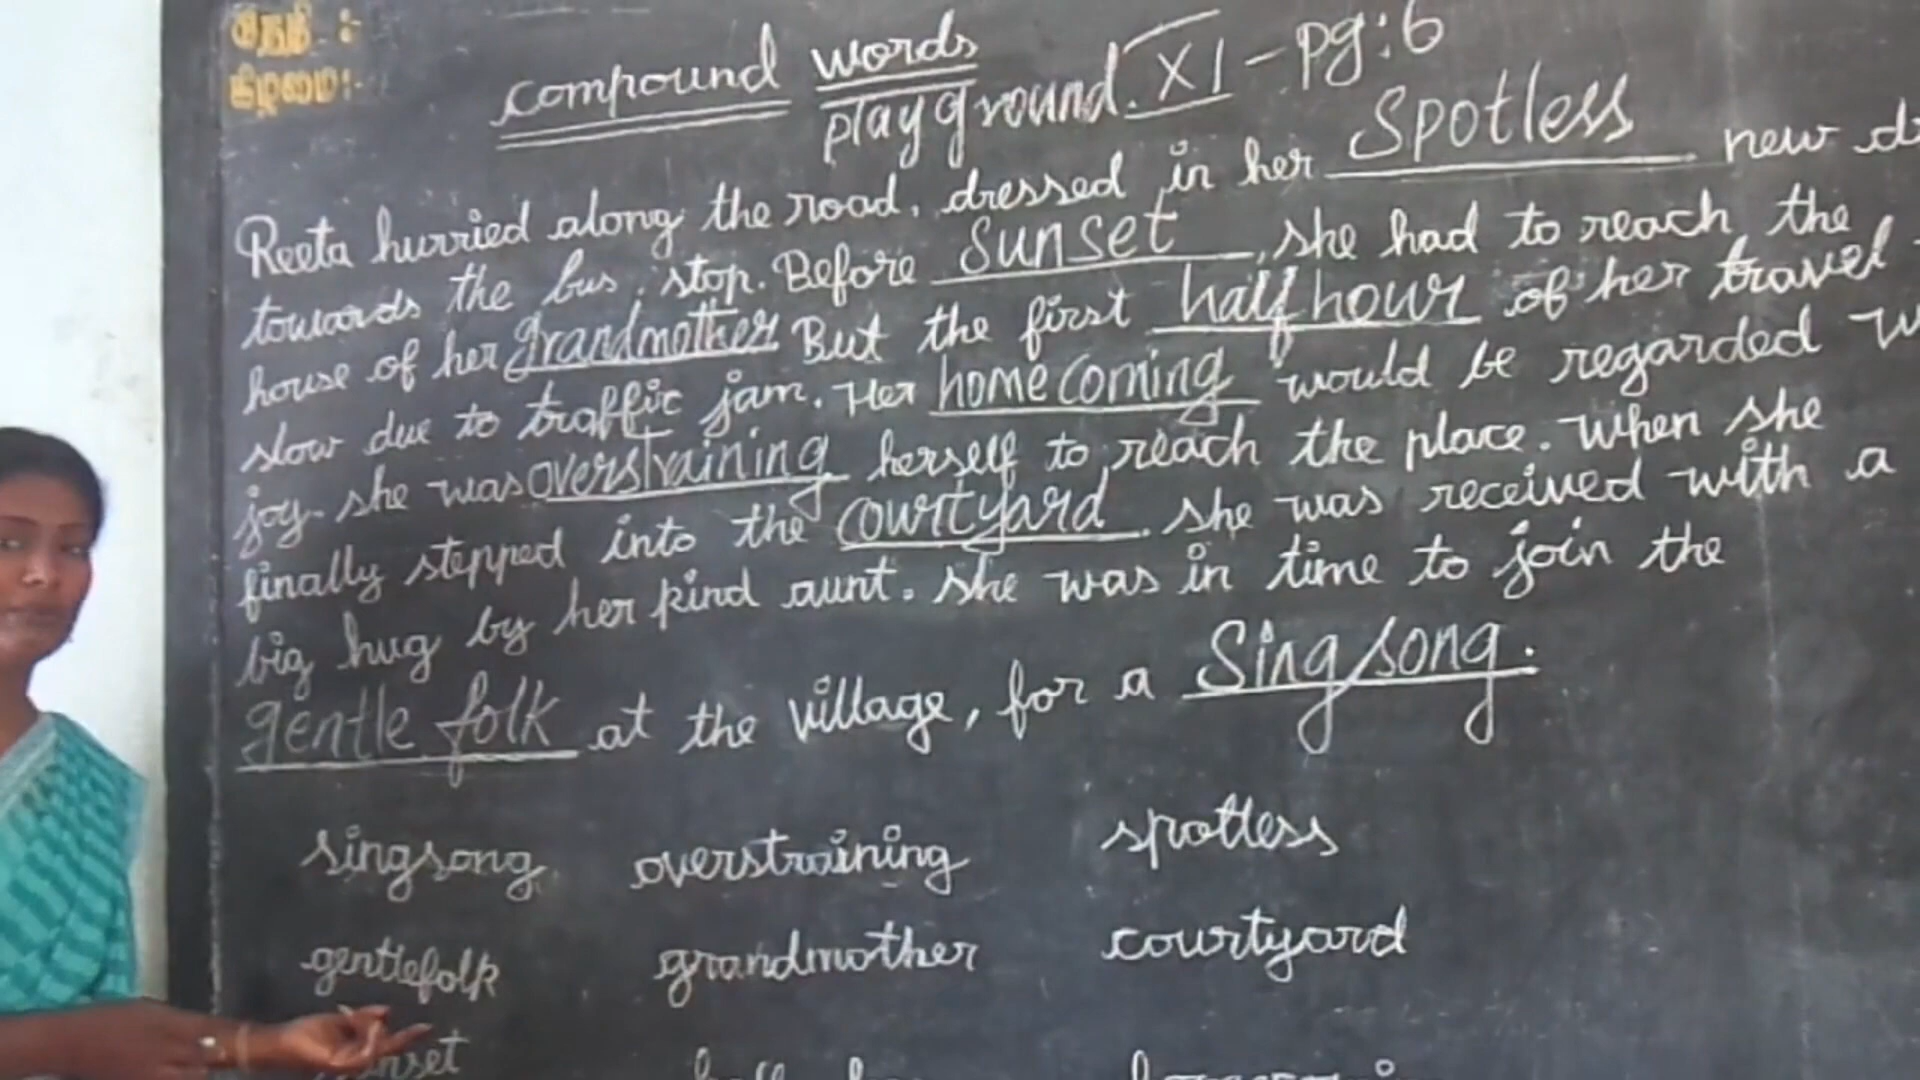 தேதி :-
கிழமை:-
compound words
playground. XI - pg:6
Reeta hurried along the road, dressed in her Spotless new
towards the bus stop. Before Sunset, she had to reach the
house of her grandmother But the first half hour of her travel
slow due to traffic jam. Her homecoming would be regarded
joy. she was overstraining herself to reach the place. When she
finally stepped into the courtyard. she was received with a
big hug by her kind aunt. she was in time to join the
gentle folk at the village, for a Singsong.
singsong overstraining spotless
gentlefolk grandmother courtyard